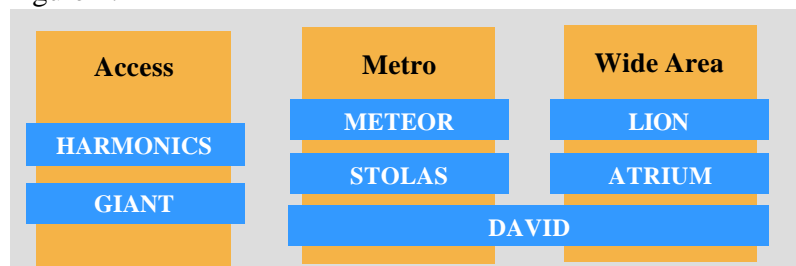 Access
Metro
Wide Area
HARMONICS
GIANT
METEOR
LION
STOLAS
ATRIUM
DAVID